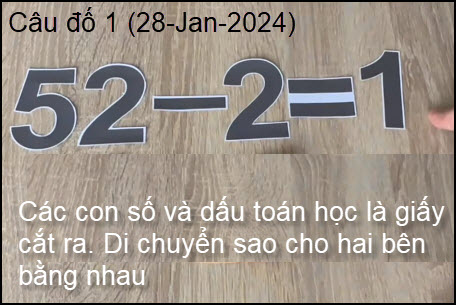 Câu đố 1 (28-Jan-2024)
52–2=1
Các con số và dấu toán học là giấy
cắt ra. Di chuyển sao cho hai bên
bằng nhau